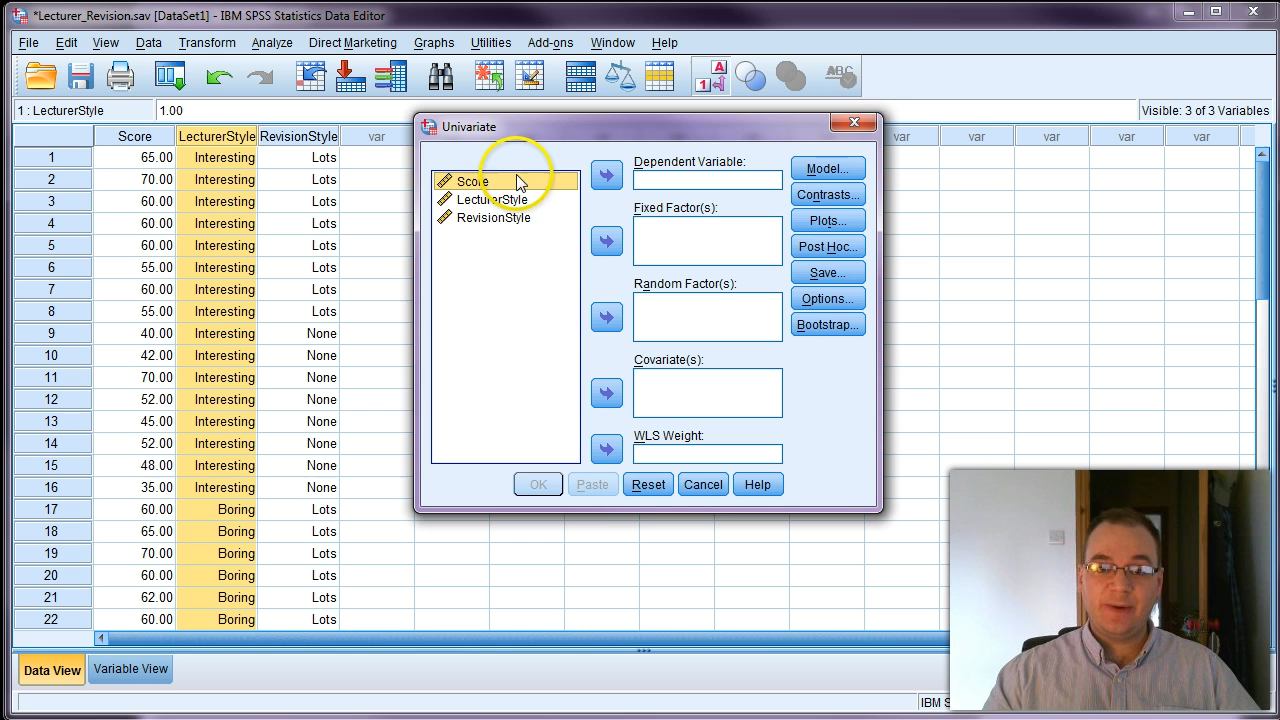 *Lecturer_Revision.sav [DataSet1] - IBM SPSS Statistics Data Editor
File Edit View Data Transform Analyze Direct Marketing Graphs Utilities Add-ons Window Help
1 : LecturerStyle 1.00 Visible: 3 of 3 Variables
Score LecturerStyle RevisionStyle var var var var var var
1 65.00 Interesting Lots
2 70.00 Interesting Lots
3 60.00 Interesting Lots
4 60.00 Interesting Lots
5 60.00 Interesting Lots
6 55.00 Interesting Lots
7 60.00 Interesting Lots
8 55.00 Interesting Lots
9 40.00 Interesting None
10 42.00 Interesting None
11 70.00 Interesting None
12 52.00 Interesting None
13 45.00 Interesting None
14 52.00 Interesting None
15 48.00 Interesting None
16 35.00 Interesting None
17 60.00 Boring Lots
18 65.00 Boring Lots
19 70.00 Boring Lots
20 60.00 Boring Lots
21 62.00 Boring Lots
22 60.00 Boring Lots
Univariate
Score
LecturerStyle
RevisionStyle
Dependent Variable:
Fixed Factor(s):
Random Factor(s):
Covariate(s):
WLS Weight:
Model...
Contrasts...
Plots...
Post Hoc...
Save...
Options...
Bootstrap...
OK Paste Reset Cancel Help
Data View Variable View
IBM S